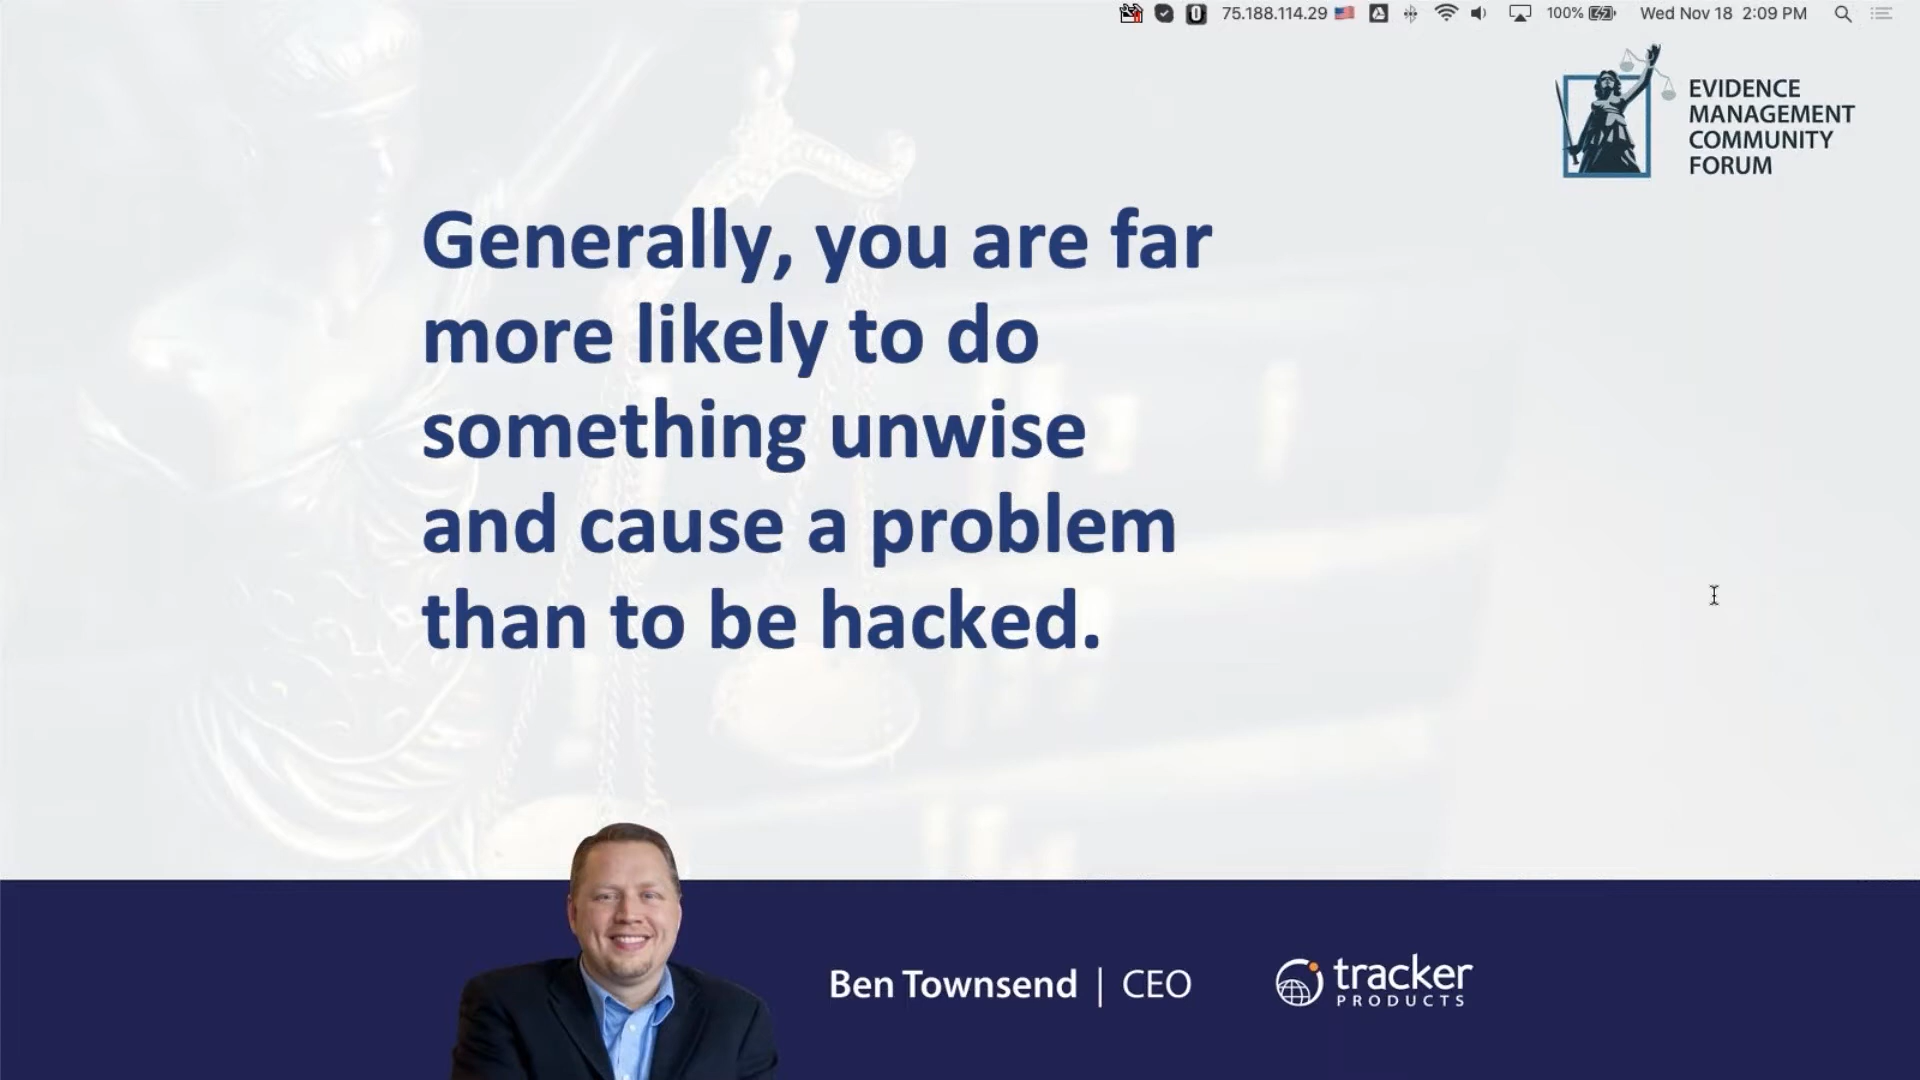 75.188.114.29 100% Wed Nov 18 2:09 PM
EVIDENCE
MANAGEMENT
COMMUNITY
FORUM
Generally, you are far
more likely to do
something unwise
and cause a problem
than to be hacked.
Ben Townsend | CEO
tracker
PRODUCTS